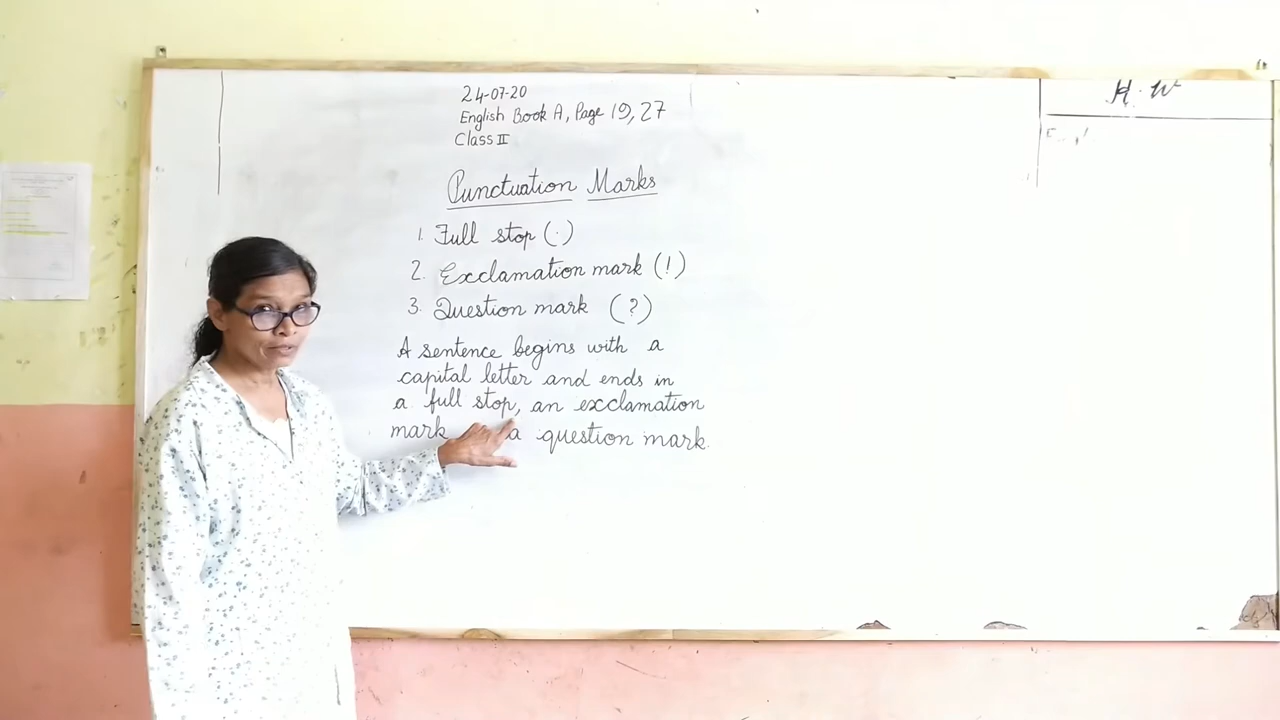 24-07-20
English Book A, Page 19, 27
Class II
Punctuation Marks
1. Full stop (.)
2. Exclamation mark (!)
3. Question mark (?)
A sentence begins with a
capital letter and ends in
a full stop, an exclamation
mark a question mark.
H.W